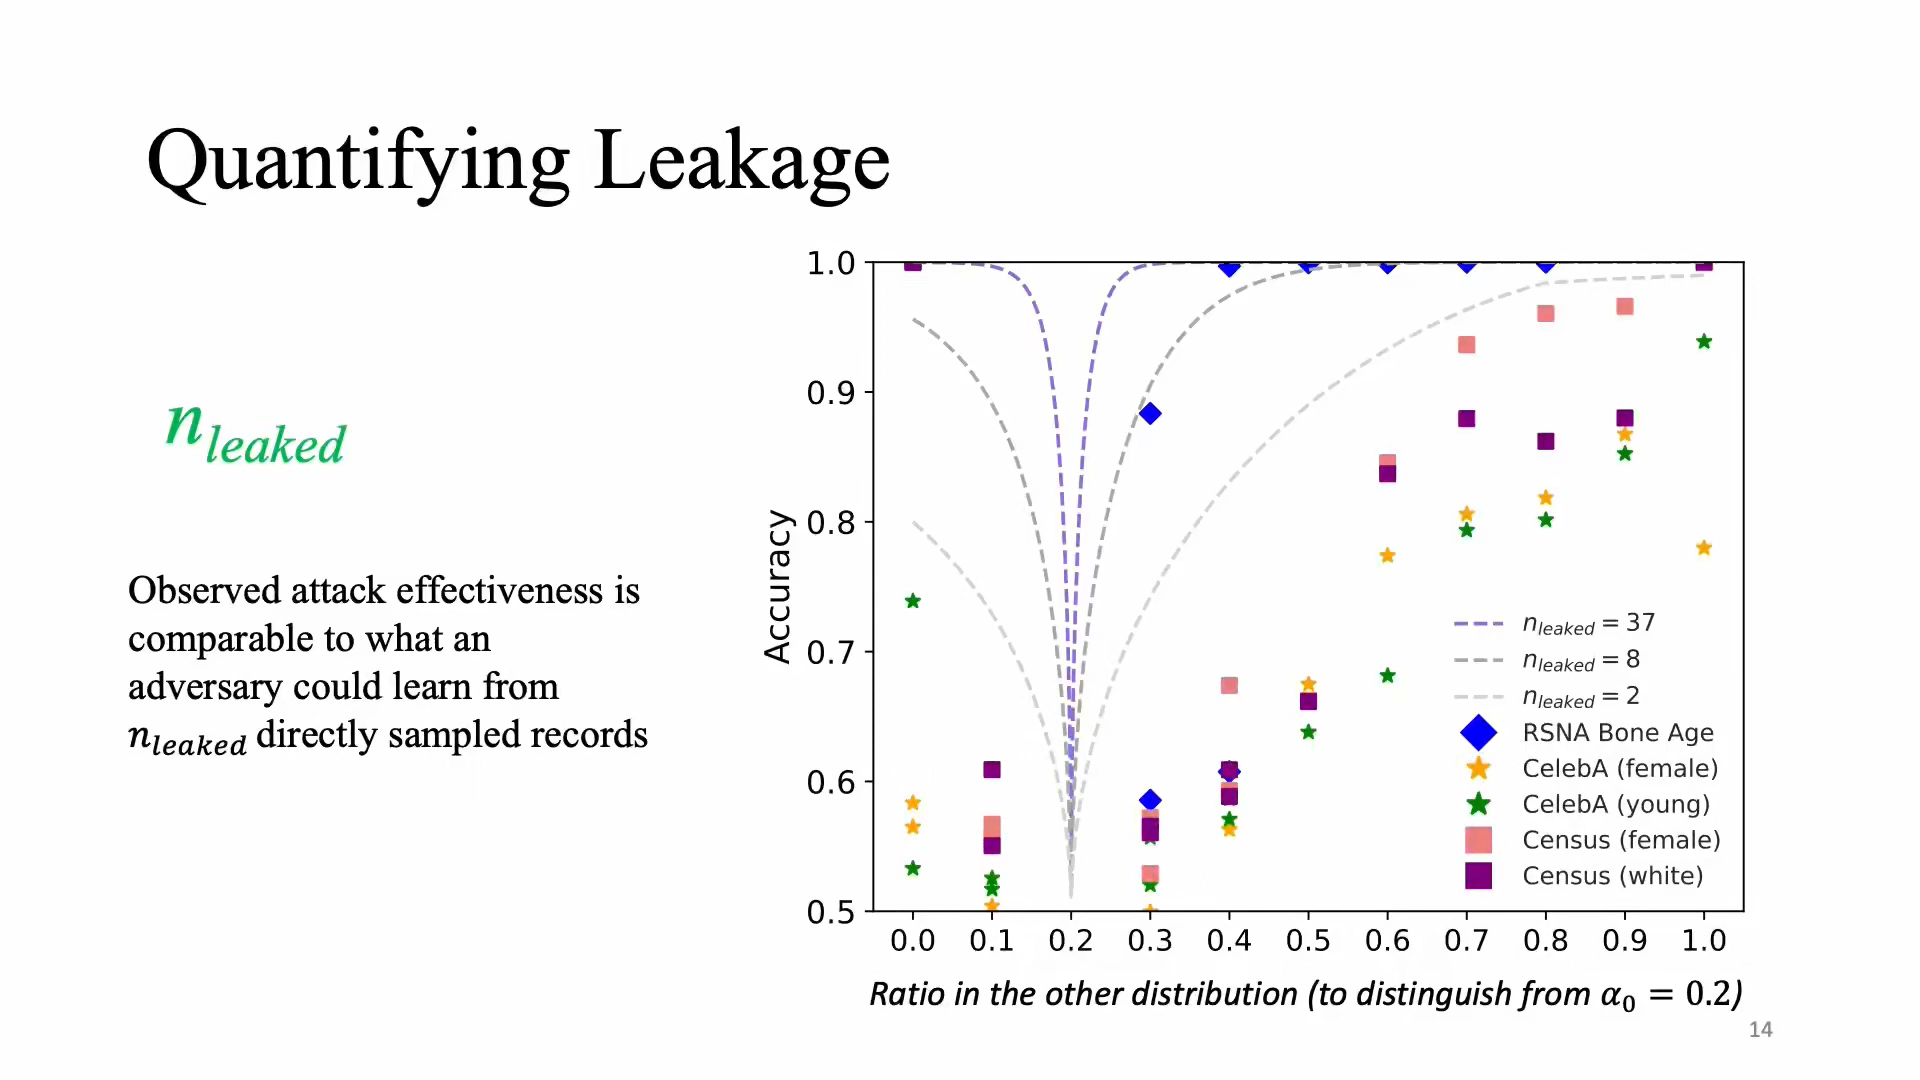 Quantifying Leakage
n_leaked
Observed attack effectiveness is
comparable to what an
adversary could learn from
n_leaked directly sampled records
Accuracy
1.0
0.9
0.8
0.7
0.6
0.5
0.0 0.1 0.2 0.3 0.4 0.5 0.6 0.7 0.8 0.9 1.0
n_leaked = 37
n_leaked = 8
n_leaked = 2
RSNA Bone Age
CelebA (female)
CelebA (young)
Census (female)
Census (white)
Ratio in the other distribution (to distinguish from α₀ = 0.2)
14